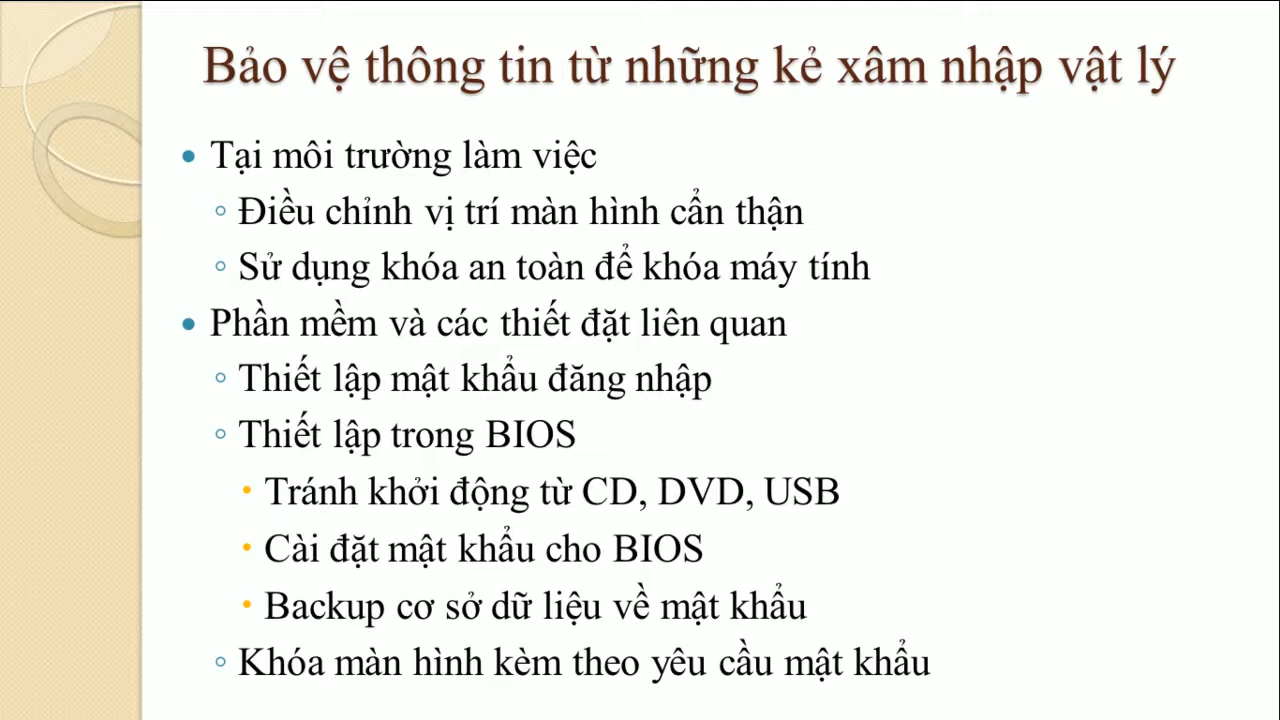 Bảo vệ thông tin từ những kẻ xâm nhập vật lý
Tại môi trường làm việc
Điều chỉnh vị trí màn hình cẩn thận
Sử dụng khóa an toàn để khóa máy tính
Phần mềm và các thiết đặt liên quan
Thiết lập mật khẩu đăng nhập
Thiết lập trong BIOS
Tránh khởi động từ CD, DVD, USB
Cài đặt mật khẩu cho BIOS
Backup cơ sở dữ liệu về mật khẩu
Khóa màn hình kèm theo yêu cầu mật khẩu